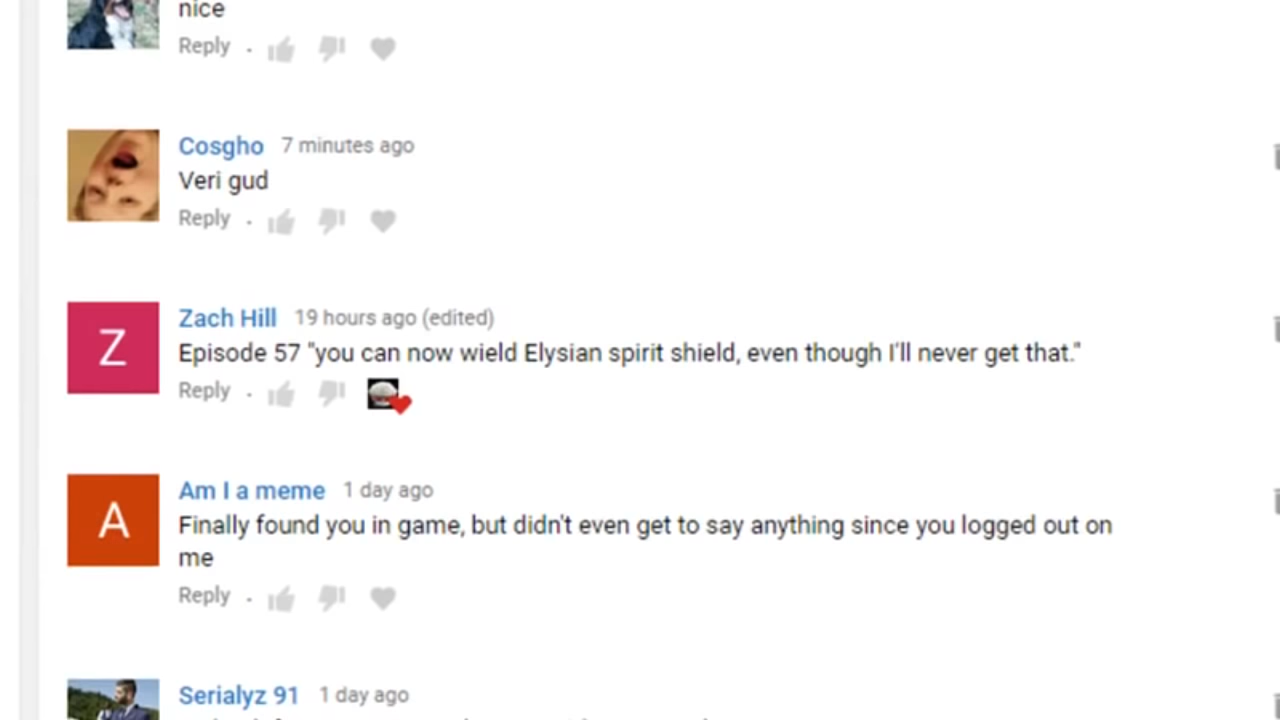 nice
Reply .
Cosgho 7 minutes ago
Veri gud
Reply .
Z
Zach Hill 19 hours ago (edited)
Episode 57 "you can now wield Elysian spirit shield, even though I'll never get that."
Reply .
A
Am I a meme 1 day ago
Finally found you in game, but didn't even get to say anything since you logged out on
me
Reply .
Serialyz 91 1 day ago